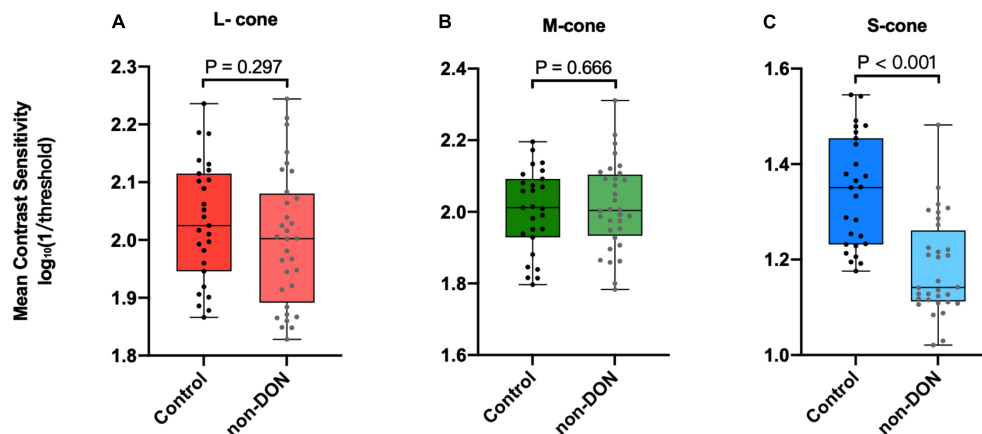 A
L- cone
P = 0.297
2.3
2.2
2.1
2.0
1.9
1.8
Control
non-DON
Mean Contrast Sensitivity
log₁₀(1/threshold)
B
M-cone
P = 0.666
2.4
2.2
2.0
1.8
1.6
Control
non-DON
C
S-cone
P < 0.001
1.6
1.4
1.2
1.0
Control
non-DON